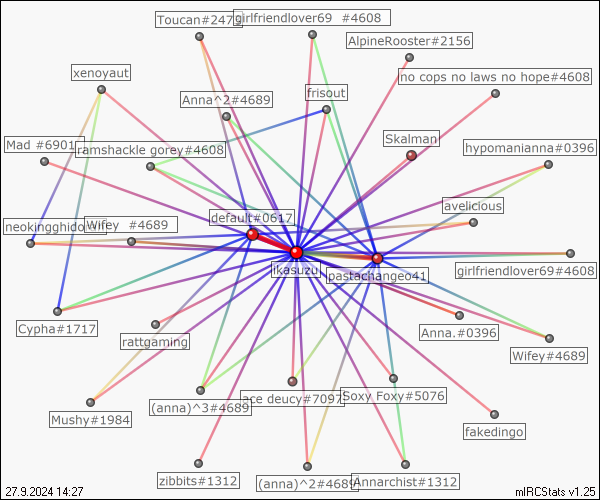 Toucan#247
girlfriendlover69 #4608
AlpineRooster#2156
xenoyaut
no cops no laws no hope#4608
frisout
Anna^2#4689
Skalman
Mad #6901
ramshackle gorey#4608
hypomanianna#0396
avelicious
default#0617
neokingghido
Wifey #4689
ikasuzu
pastachange041
girlfriendlover69#4608
Cypha#1717
Anna.#0396
rattgaming
Wifey#4689
ace deucy#7097
Soxy Foxy#5076
(anna)^3#4689
Mushy#1984
fakedingo
zibbits#1312
(anna)^2#4689
Annarchist#1312
27.9.2024 14:27
mIRCStats v1.25